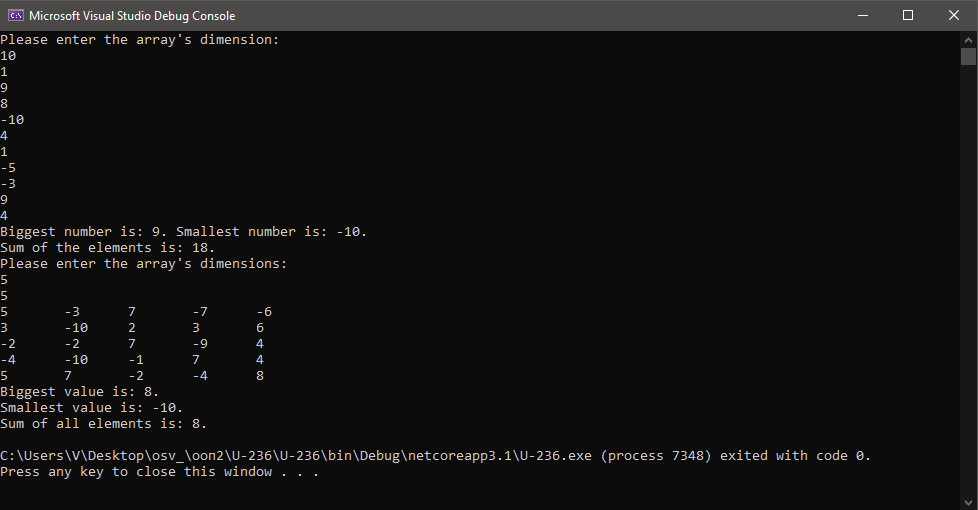 Microsoft Visual Studio Debug Console
Please enter the array's dimension:
10
1
9
8
-10
4
1
-5
-3
9
4
Biggest number is: 9. Smallest number is: -10.
Sum of the elements is: 18.
Please enter the array's dimensions:
5
5
5 -3 7 -7 -6
3 -10 2 3 6
-2 -2 7 -9 4
-4 -10 -1 7 4
5 7 -2 -4 8
Biggest value is: 8.
Smallest value is: -10.
Sum of all elements is: 8.
C:\Users\V\Desktop\osv_\ооп2\U-236\U-236\bin\Debug\netcoreapp3.1\U-236.exe (process 7348) exited with code 0.
Press any key to close this window . . .